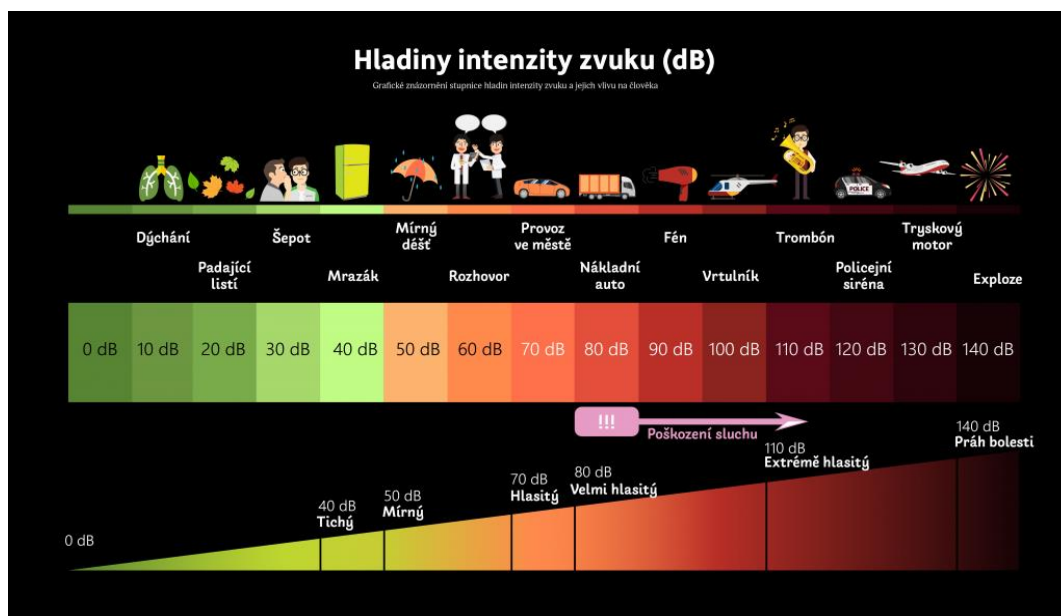 Hladiny intenzity zvuku (dB)
Grafické znázornění stupnice hladin intenzity zvuku a jejich vlivu na člověka
POLICE
Dýchání
Šepot
Mírný
déšť
Provoz
ve městě
Fén
Trombón
Tryskový
motor
Padající
listí
Mrazák
Rozhovor
Nákladní
auto
Vrtulník
Policejní
siréna
Exploze
0 dB 10 dB 20 dB 30 dB 40 dB 50 dB 60 dB 70 dB 80 dB 90 dB 100 dB 110 dB 120 dB 130 dB 140 dB
!!!
Poškození sluchu
0 dB
40 dB
Tichý
50 dB
Mírný
70 dB
Hlasitý
80 dB
Velmi hlasitý
110 dB
Extrémě hlasitý
140 dB
Práh bolesti